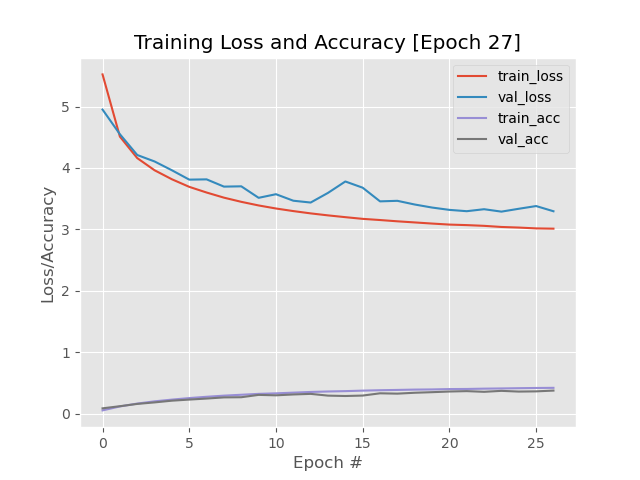 Training Loss and Accuracy [Epoch 27]
train_loss
val_loss
train_acc
val_acc
Loss/Accuracy
5
4
3
2
1
0
0 5 10 15 20 25
Epoch #